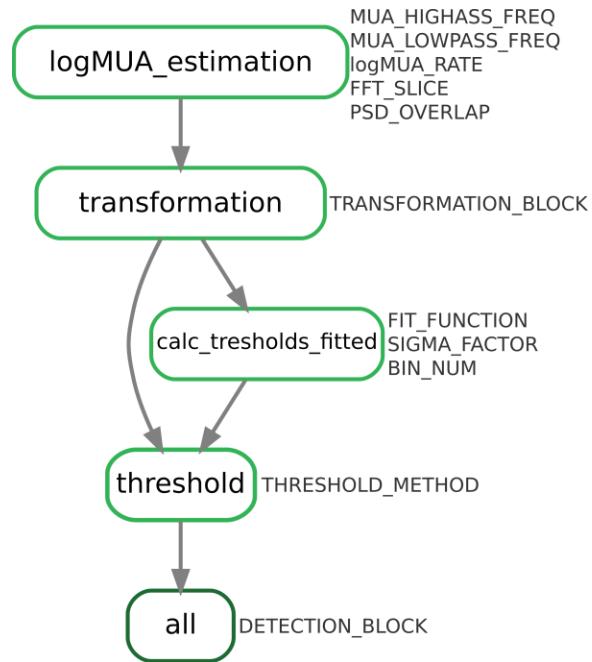 logMUA_estimation
MUA_HIGHASS_FREQ
MUA_LOWPASS_FREQ
logMUA_RATE
FFT_SLICE
PSD_OVERLAP
transformation
TRANSFORMATION_BLOCK
calc_tresholds_fitted
FIT_FUNCTION
SIGMA_FACTOR
BIN_NUM
threshold
THRESHOLD_METHOD
all
DETECTION_BLOCK